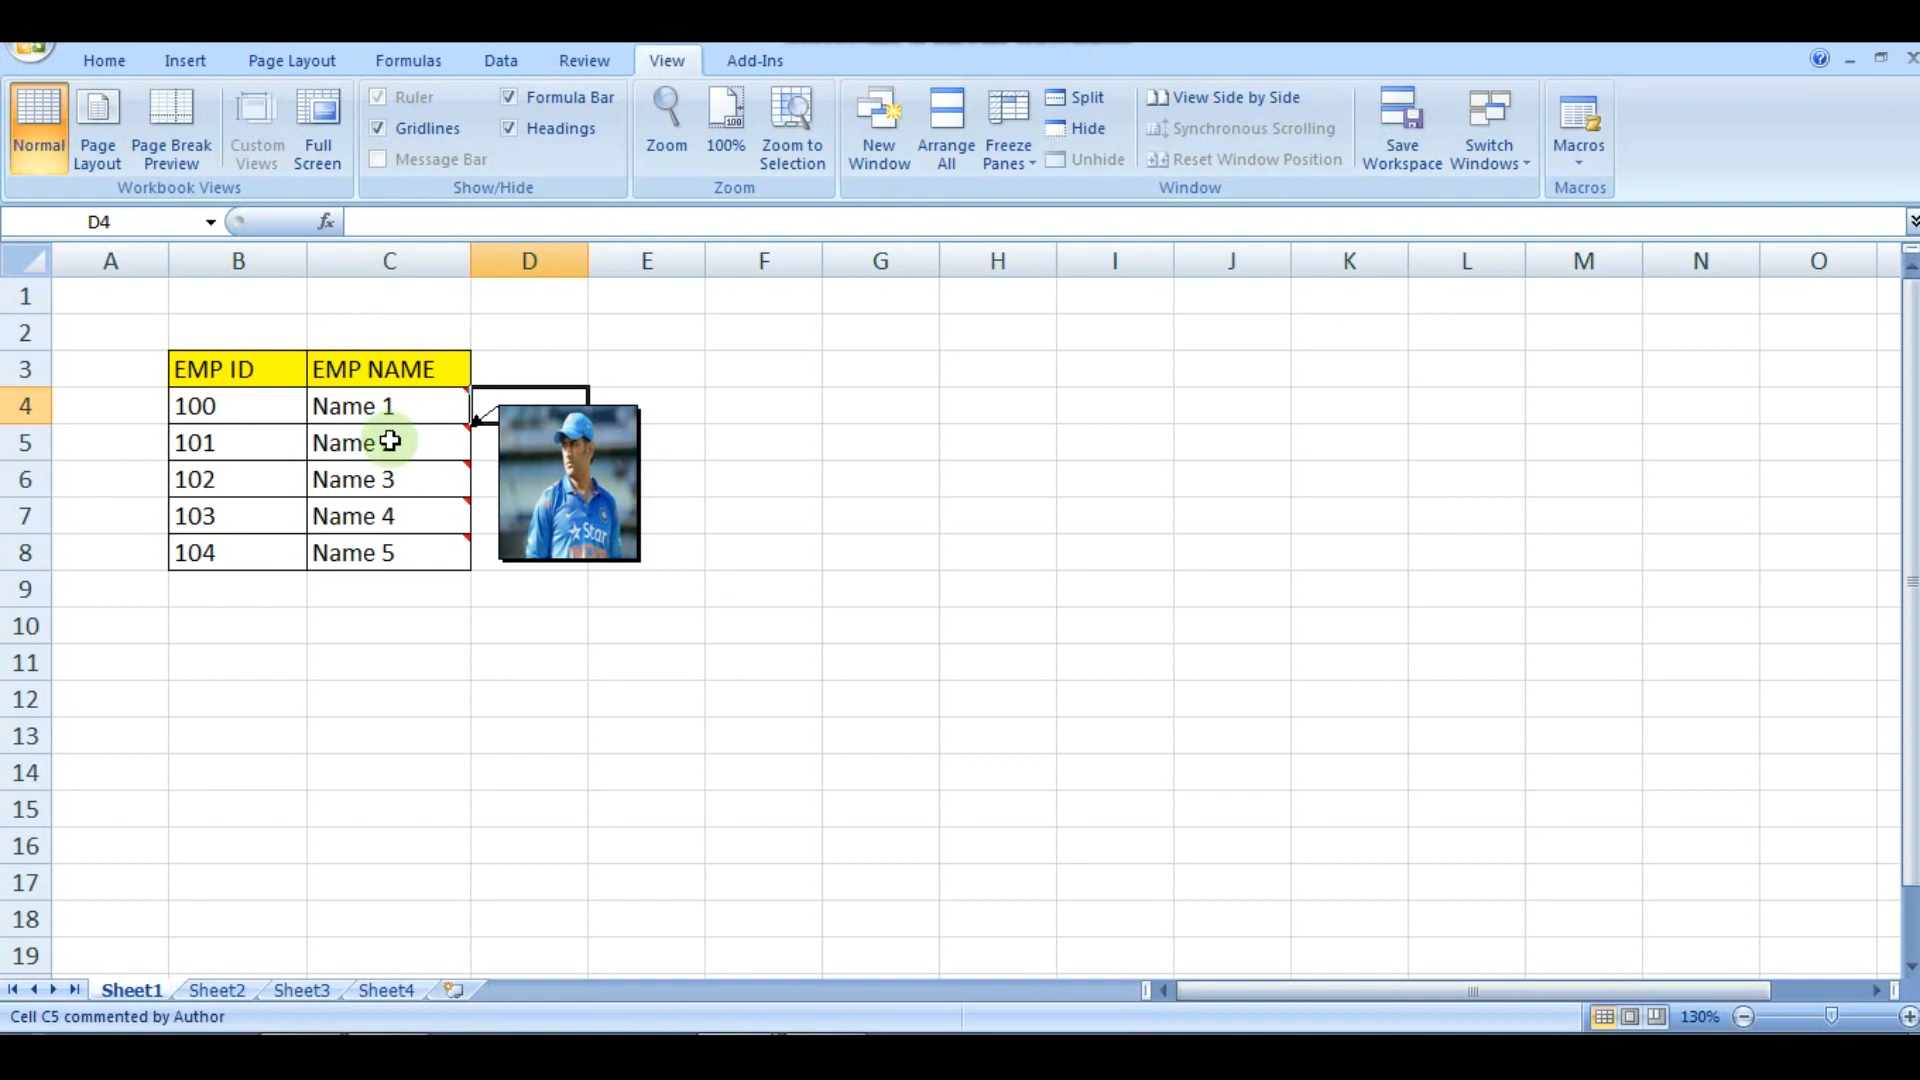 Home Insert Page Layout Formulas Data Review View Add-Ins
Normal
Page Layout
Page Break Preview
Custom Views
Full Screen
Workbook Views
Ruler
Formula Bar
Gridlines
Headings
Message Bar
Show/Hide
Zoom
100
100%
Zoom to Selection
Zoom
New Window
Arrange All
Freeze Panes
Split
Hide
Unhide
View Side by Side
Synchronous Scrolling
Reset Window Position
Save Workspace
Switch Windows
Window
Macros
Macros
D4 fx
A B C D E F G H I J K L M N O
1
2
3 EMP ID EMP NAME
4 100 Name 1
5 101 Name
6 102 Name 3
7 103 Name 4
8 104 Name 5
Star
INDIA
9
10
11
12
13
14
15
16
17
18
19
Sheet1 Sheet2 Sheet3 Sheet4
Cell C5 commented by Author 130%